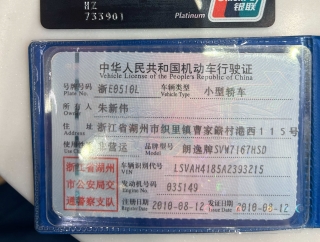 HZ
733901
Platinum
中华人民共和国机动车行驶证
Vehicle License of the People's Republic of China
号牌号码 浙E0510L 车辆类型 小型轿车
Plate No. Vehicle Type
所有人 朱新伟
Owner
住址 浙江省湖州市织里镇曹家簖村港西115号
Address
使用性质 非营运 品牌型号 朗逸牌SVW7167HSD
Use Character Model
浙江省湖州市公安局交通警察支队
车辆识别代号 LSVAH4185A2393215
VIN
发动机号码 035149
Engine No.
注册日期 2010-08-12 发证日期 2010-08-12
Register Date Issue Date